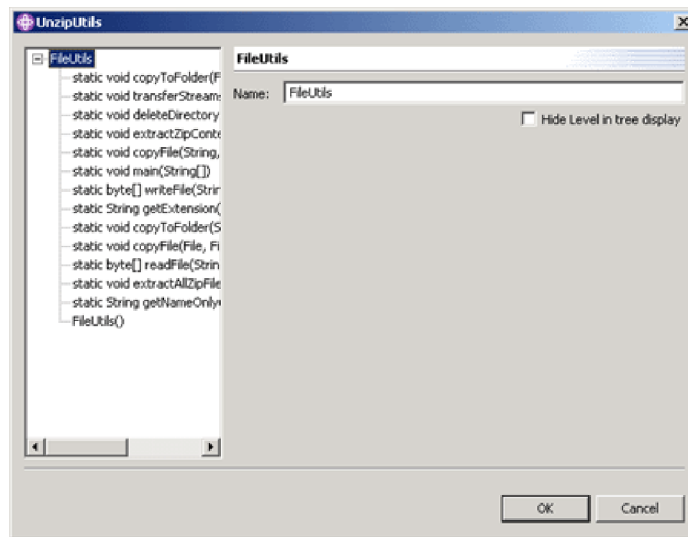 UnzipUtils
FileUtils
static void copyToFolder(F
static void transferStream
static void deleteDirectory
static void extractZipConte
static void copyFile(String,
static void main(String[])
static byte[] writeFile(Strin
static String getExtension(
static void copyToFolder(S
static void copyFile(File, Fi
static byte[] readFile(Strin
static void extractAllZipFile
static String getNameOnly
FileUtils()
FileUtils
Name: FileUtils
Hide Level in tree display
OK Cancel